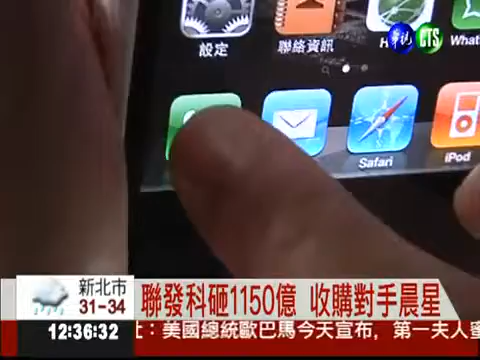 設定
聯絡資訊
What
華視 CTS
Safari
iPod
新北市
31-34
聯發科砸1150億 收購對手晨星
12:36:32
：美國總統歐巴馬今天宣布，第一夫人蜜